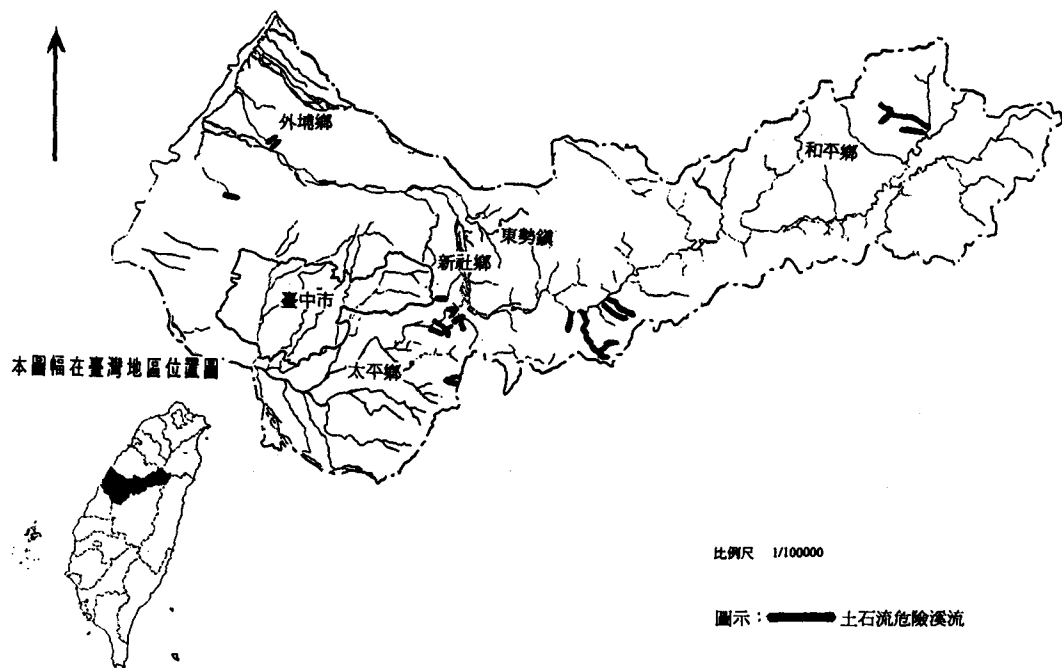 外埔鄉
和平鄉
東勢鎮
新社鄉
臺中市
太平鄉
本圖幅在臺灣地區位置圖
比例尺 1/100000
圖示：土石流危險溪流